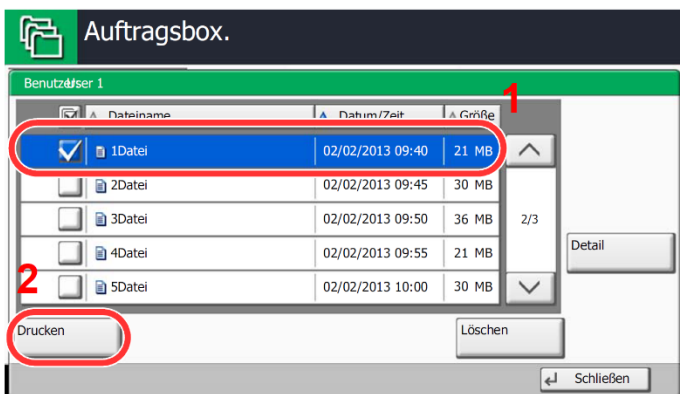 Auftragsbox.
Benutzer User 1
1
Dateiname Datum/Zeit Größe
1Datei 02/02/2013 09:40 21 MB
2Datei 02/02/2013 09:45 30 MB
3Datei 02/02/2013 09:50 36 MB 2/3
4Datei 02/02/2013 09:55 21 MB
Detail
2
5Datei 02/02/2013 10:00 30 MB
Drucken Löschen
Schließen